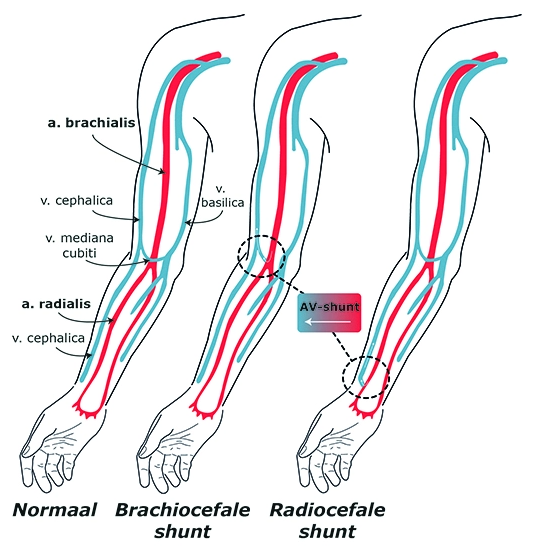 a. brachialis
v. cephalica
v.
basilica
v. mediana
cubiti
a. radialis
v. cephalica
AV-shunt
Normaal
Brachiocefale
shunt
Radiocefale
shunt